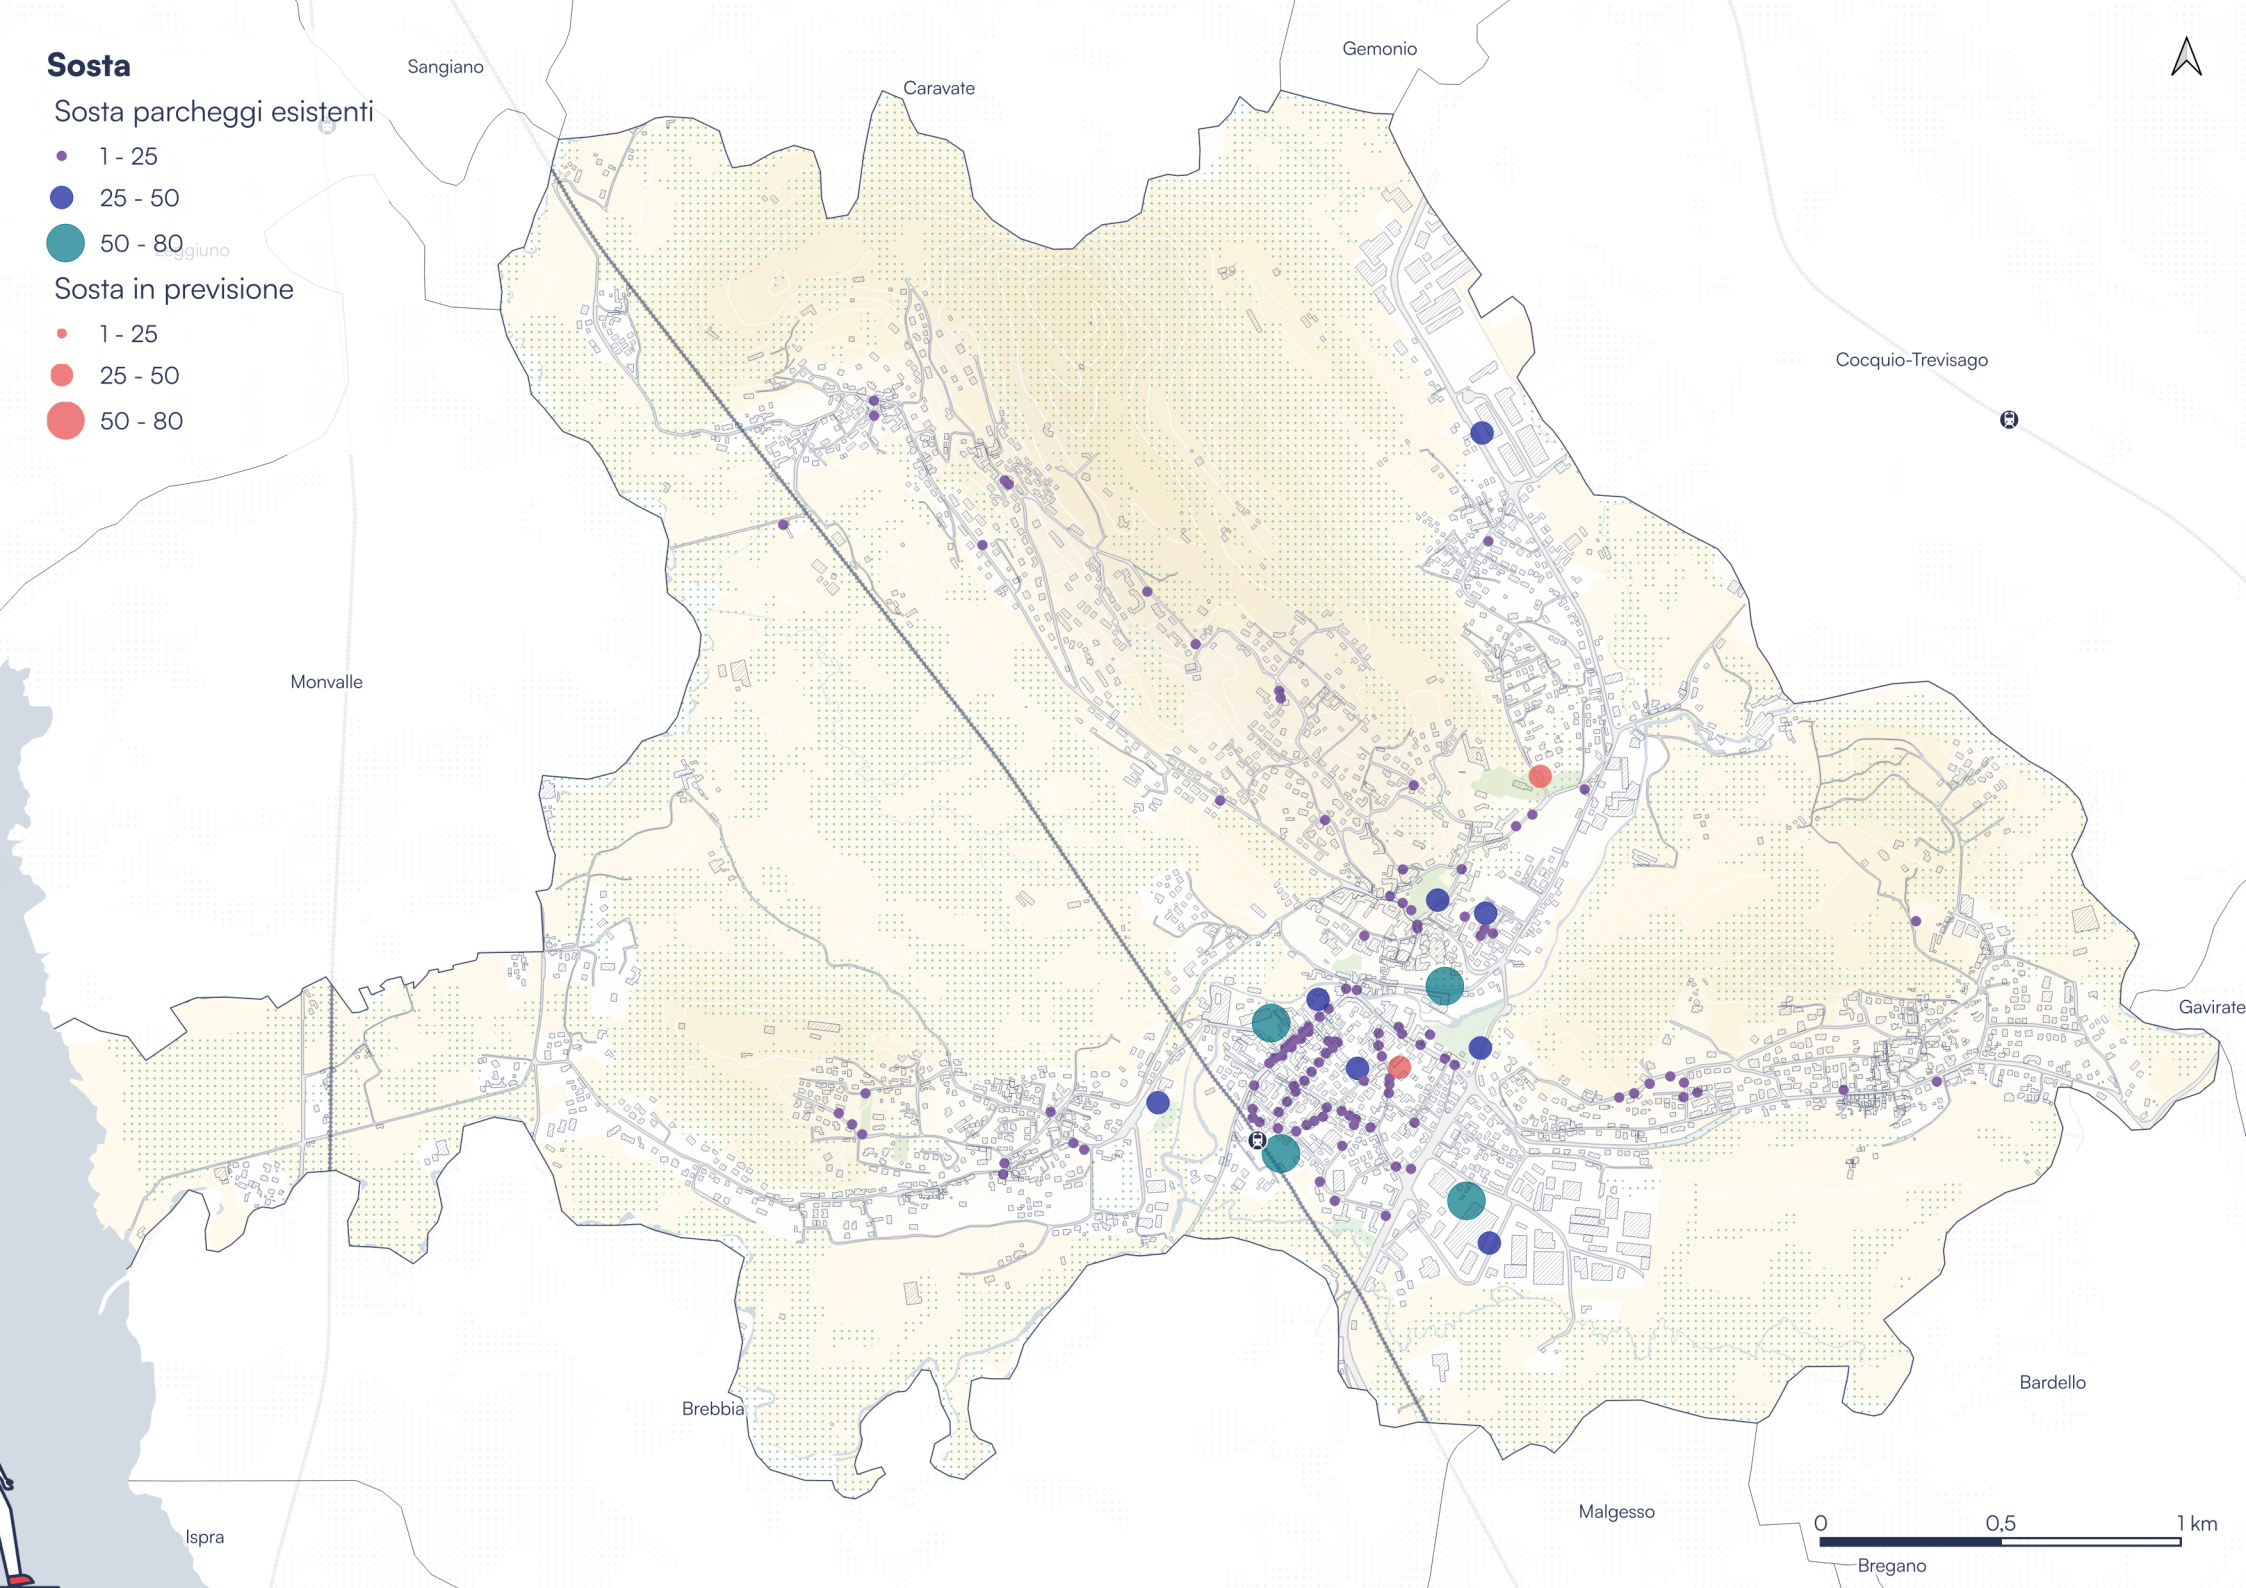 Sosta
Sosta parcheggi esistenti
1 - 25
25 - 50
50 - 80
Sosta in previsione
1 - 25
25 - 50
50 - 80
Sangiano
Caravate
Gemonio
Leggiuno
Cocquio-Trevisago
Monvalle
Gavirate
Brebbia
Bardello
Malgesso
Ispra
Bregano
0
0,5
1 km